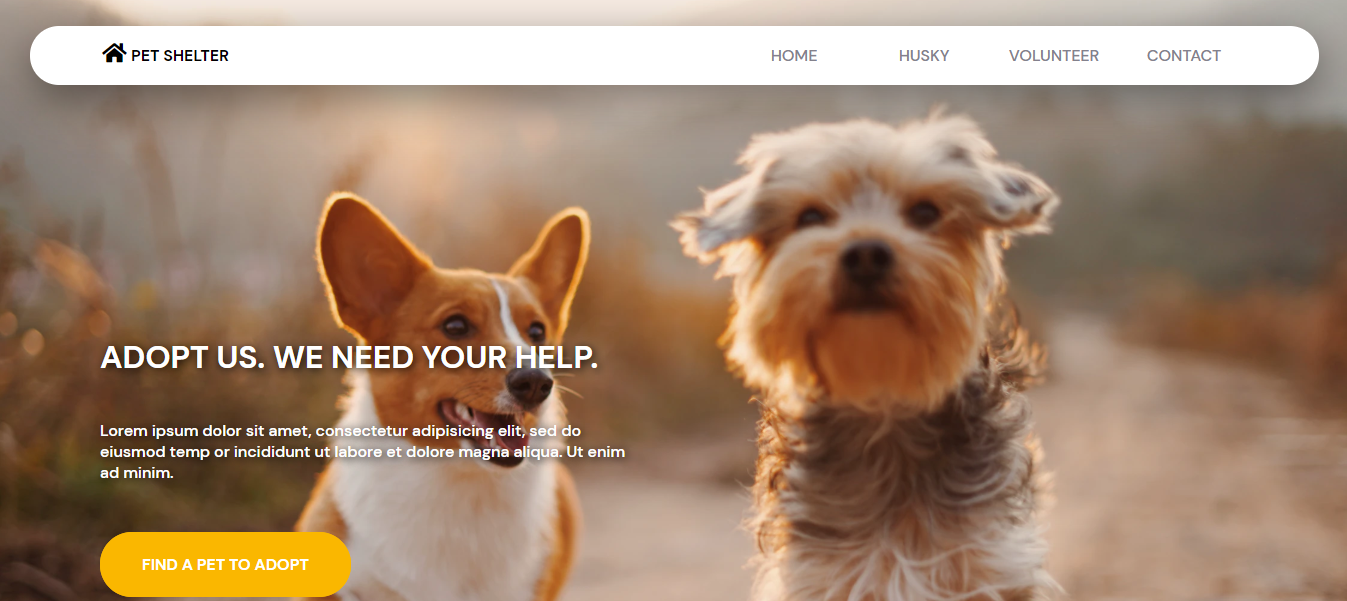 PET SHELTER
HOME HUSKY VOLUNTEER CONTACT
ADOPT US. WE NEED YOUR HELP.
Lorem ipsum dolor sit amet, consectetur adipisicing elit, sed do
eiusmod temp or incididunt ut labore et dolore magna aliqua. Ut enim
ad minim.
FIND A PET TO ADOPT